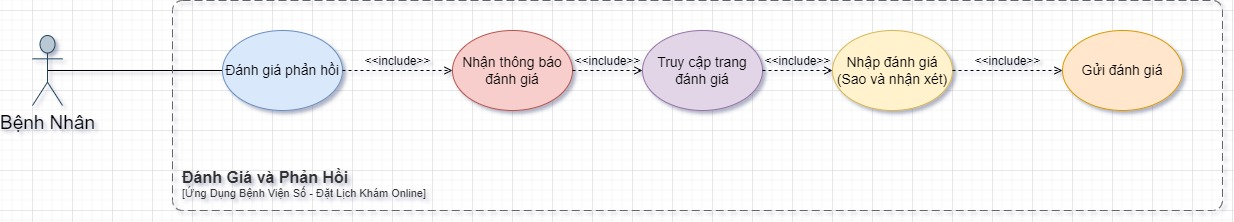 Bệnh Nhân
Đánh giá phản hồi
<<include>>
Nhận thông báo
đánh giá
<<include>>
Truy cập trang
đánh giá
<<include>>
Nhập đánh giá
(Sao và nhận xét)
<<include>>
Gửi đánh giá
Đánh Giá và Phản Hồi
[Ứng Dụng Bệnh Viện Số - Đặt Lịch Khám Online]